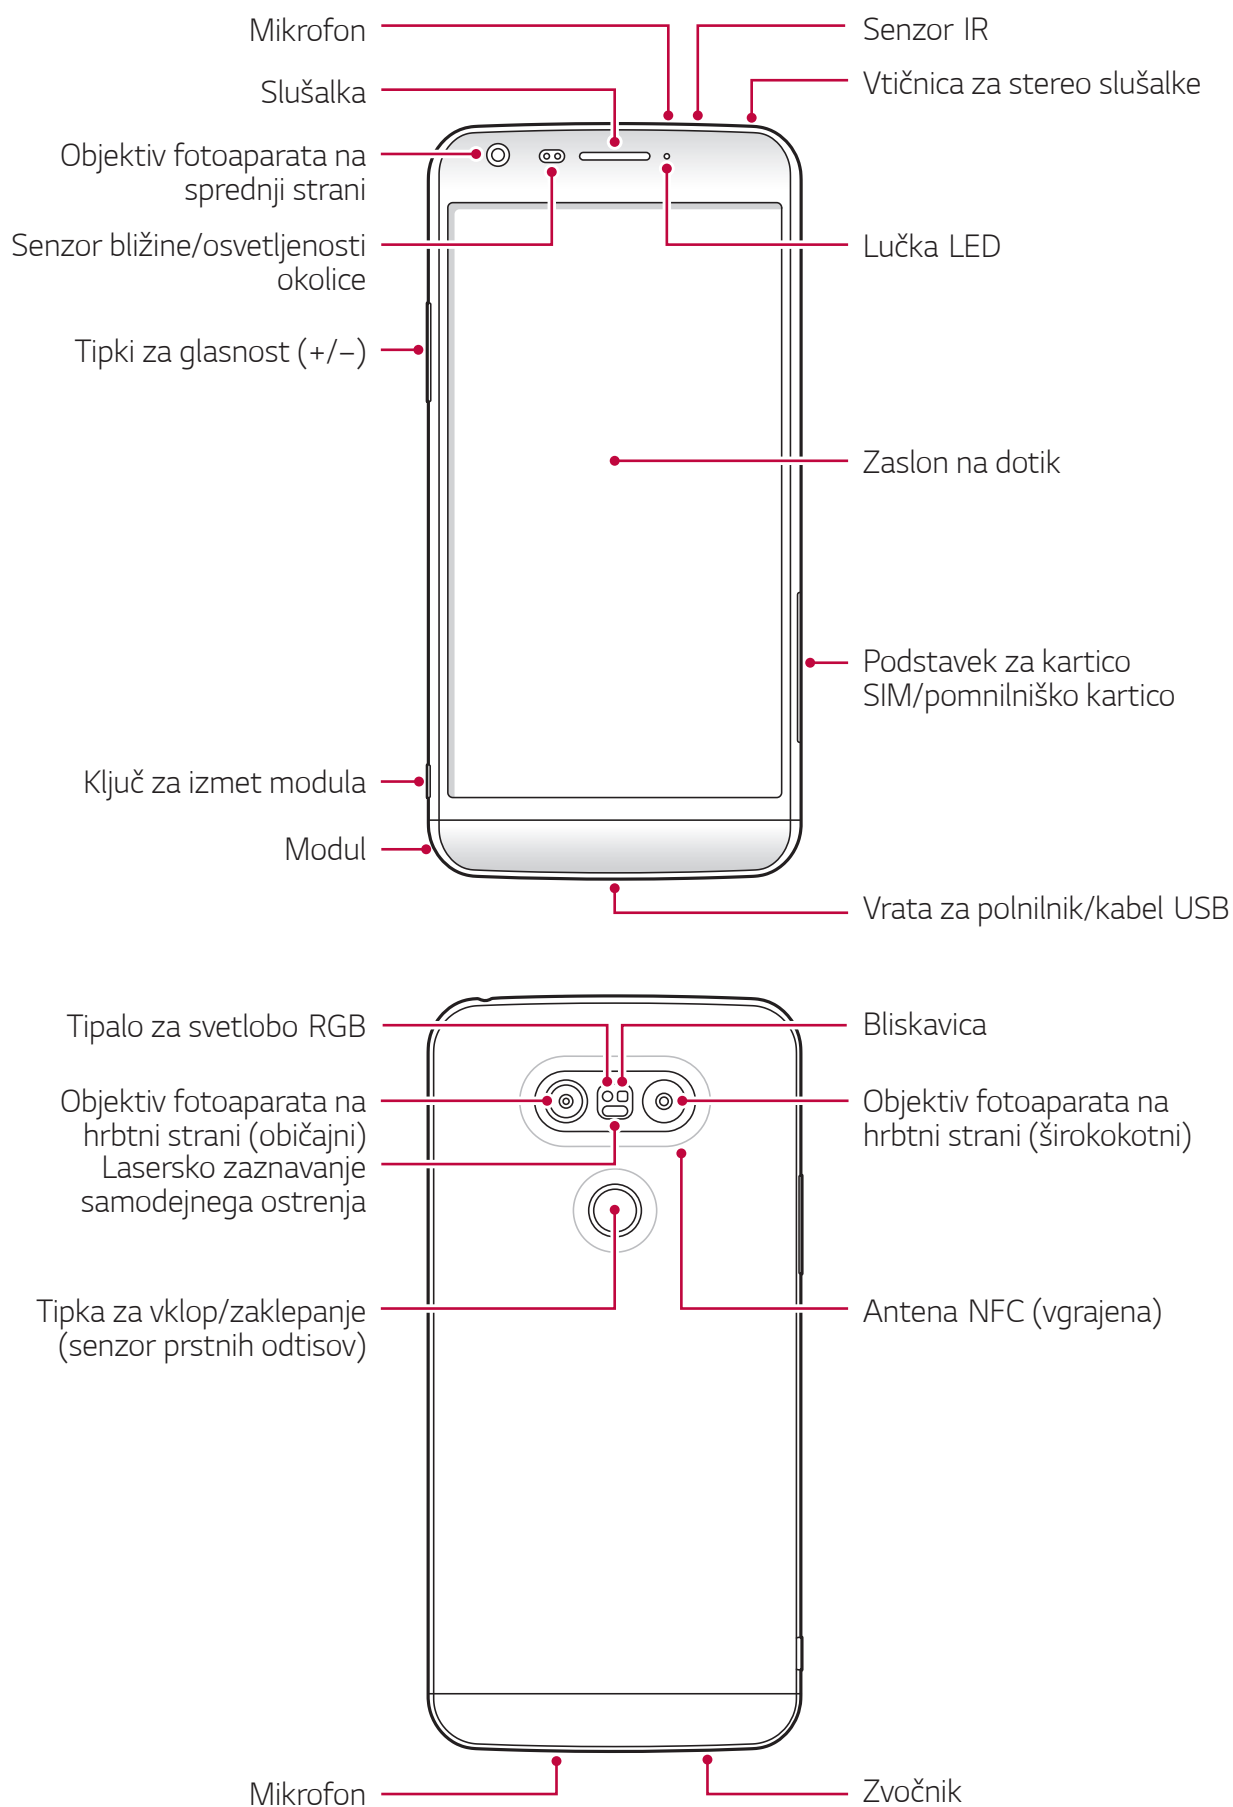 Mikrofon
Slušalka
Objektiv fotoaparata na
sprednji strani
Senzor bližine/osvetljenosti
okolice
Tipki za glasnost (+/–)
Ključ za izmet modula
Modul
Senzor IR
Vtičnica za stereo slušalke
Lučka LED
Zaslon na dotik
Podstavek za kartico
SIM/pomnilniško kartico
Vrata za polnilnik/kabel USB
Tipalo za svetlobo RGB
Objektiv fotoaparata na
hrbtni strani (običajni)
Lasersko zaznavanje
samodejnega ostrenja
Tipka za vklop/zaklepanje
(senzor prstnih odtisov)
Mikrofon
Bliskavica
Objektiv fotoaparata na
hrbtni strani (širokokotni)
Antena NFC (vgrajena)
Zvočnik